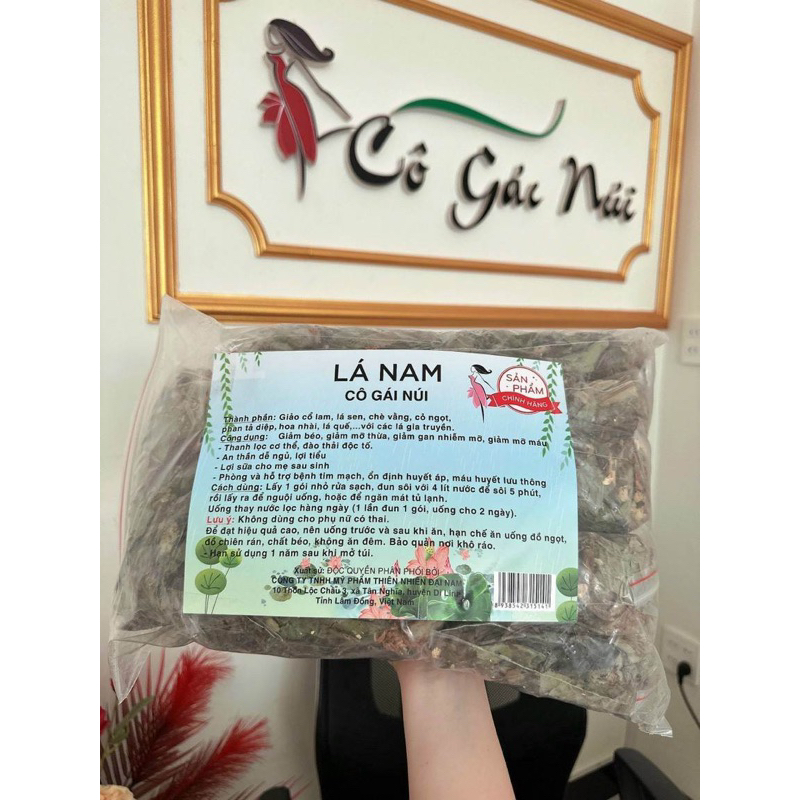 Cô Gái Núi
LÁ NAM
CÔ GÁI NÚI
SẢN
PHẨM
CHÍNH HÃNG
Thành phần: Giảo cổ lam, lá sen, chè vằng, cỏ ngọt,
phan tả diệp, hoa nhài, lá quế,...với các lá gia truyền.
Công dụng: Giảm béo, giảm mỡ thừa, giảm gan nhiễm mỡ, giảm mỡ máu
- Thanh lọc cơ thể, đào thải độc tố.
- An thần dễ ngủ, lợi tiểu
- Lợi sữa cho mẹ sau sinh
- Phòng và hỗ trợ bệnh tim mạch, ổn định huyết áp, máu huyết lưu thông
Cách dùng: Lấy 1 gói nhỏ rửa sạch, đun sôi với 4 lít nước để sôi 5 phút,
rồi lấy ra để nguội uống, hoặc để ngăn mát tủ lạnh.
Uống thay nước lọc hàng ngày (1 lần đun 1 gói, uống cho 2 ngày).
Lưu ý: Không dùng cho phụ nữ có thai.
Để đạt hiệu quả cao, nên uống trước và sau khi ăn, hạn chế ăn uống đồ ngọt,
đồ chiên rán, chất béo, không ăn đêm. Bảo quản nơi khô ráo.
- Hạn sử dụng 1 năm sau khi mở túi.
Xuất sứ: ĐỘC QUYỀN PHÂN PHỐI BỞI
CÔNG TY TNHH MỸ PHẨM THIÊN NHIÊN ĐẠI NAM
10 Thôn Lộc Châu 3, xã Tân Nghĩa, huyện Di Linh
Tỉnh Lâm Đồng, Việt Nam